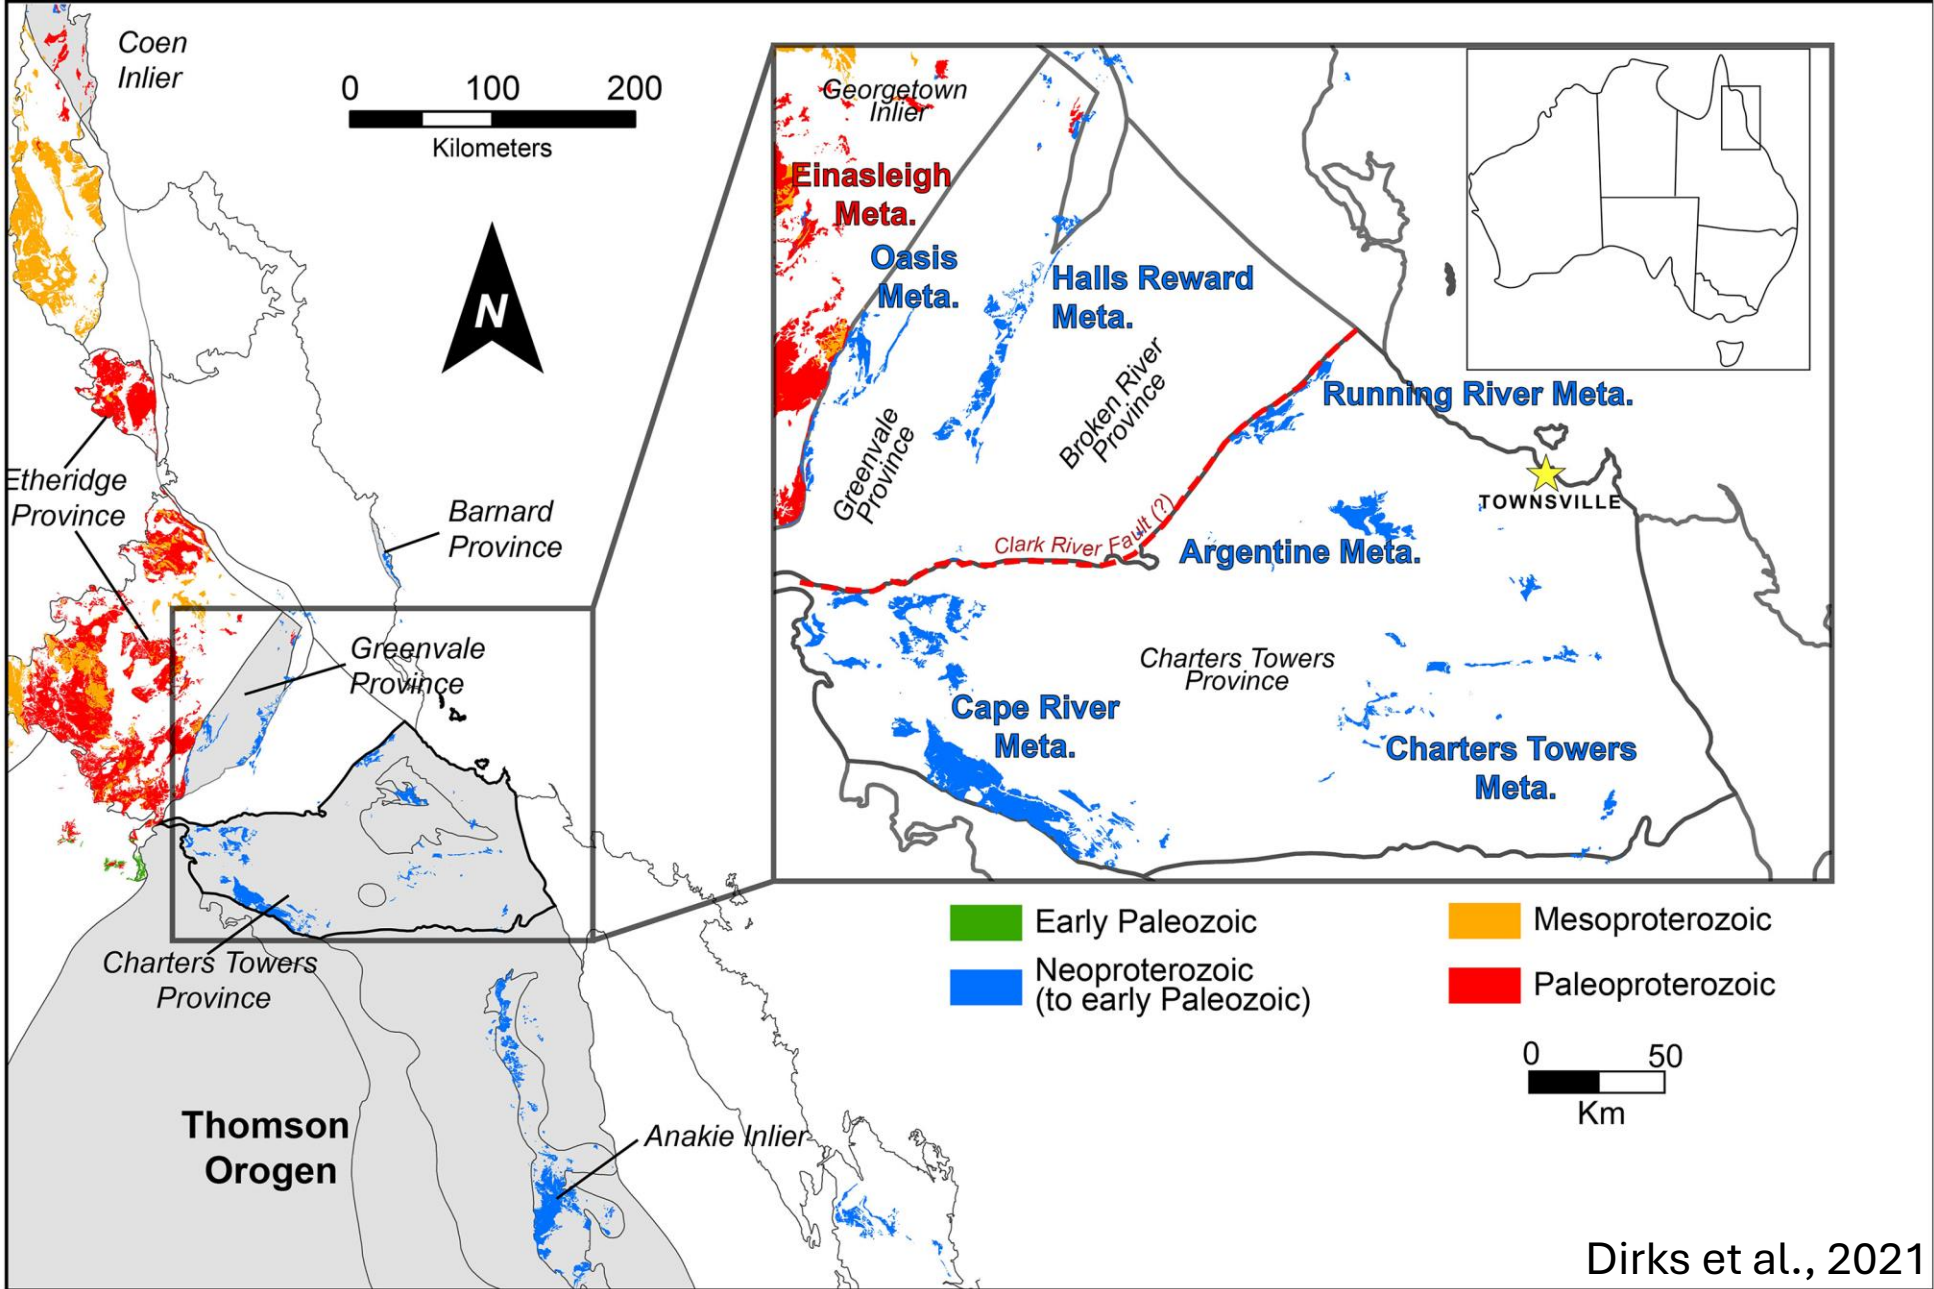 Coen
Inlier
0 100 200
Kilometers
N
Etheridge
Province
Barnard
Province
Greenvale
Province
Charters Towers
Province
Thomson
Orogen
Anakie Inlier
Georgetown
Inlier
Einasleigh
Meta.
Oasis
Meta.
Halls Reward
Meta.
Greenvale
Province
Broken River
Province
Running River Meta.
TOWNSVILLE
Clark River Fault (?)
Argentine Meta.
Charters Towers
Province
Cape River
Meta.
Charters Towers
Meta.
Early Paleozoic
Neoproterozoic
(to early Paleozoic)
Mesoproterozoic
Paleoproterozoic
0 50
Km
Dirks et al., 2021